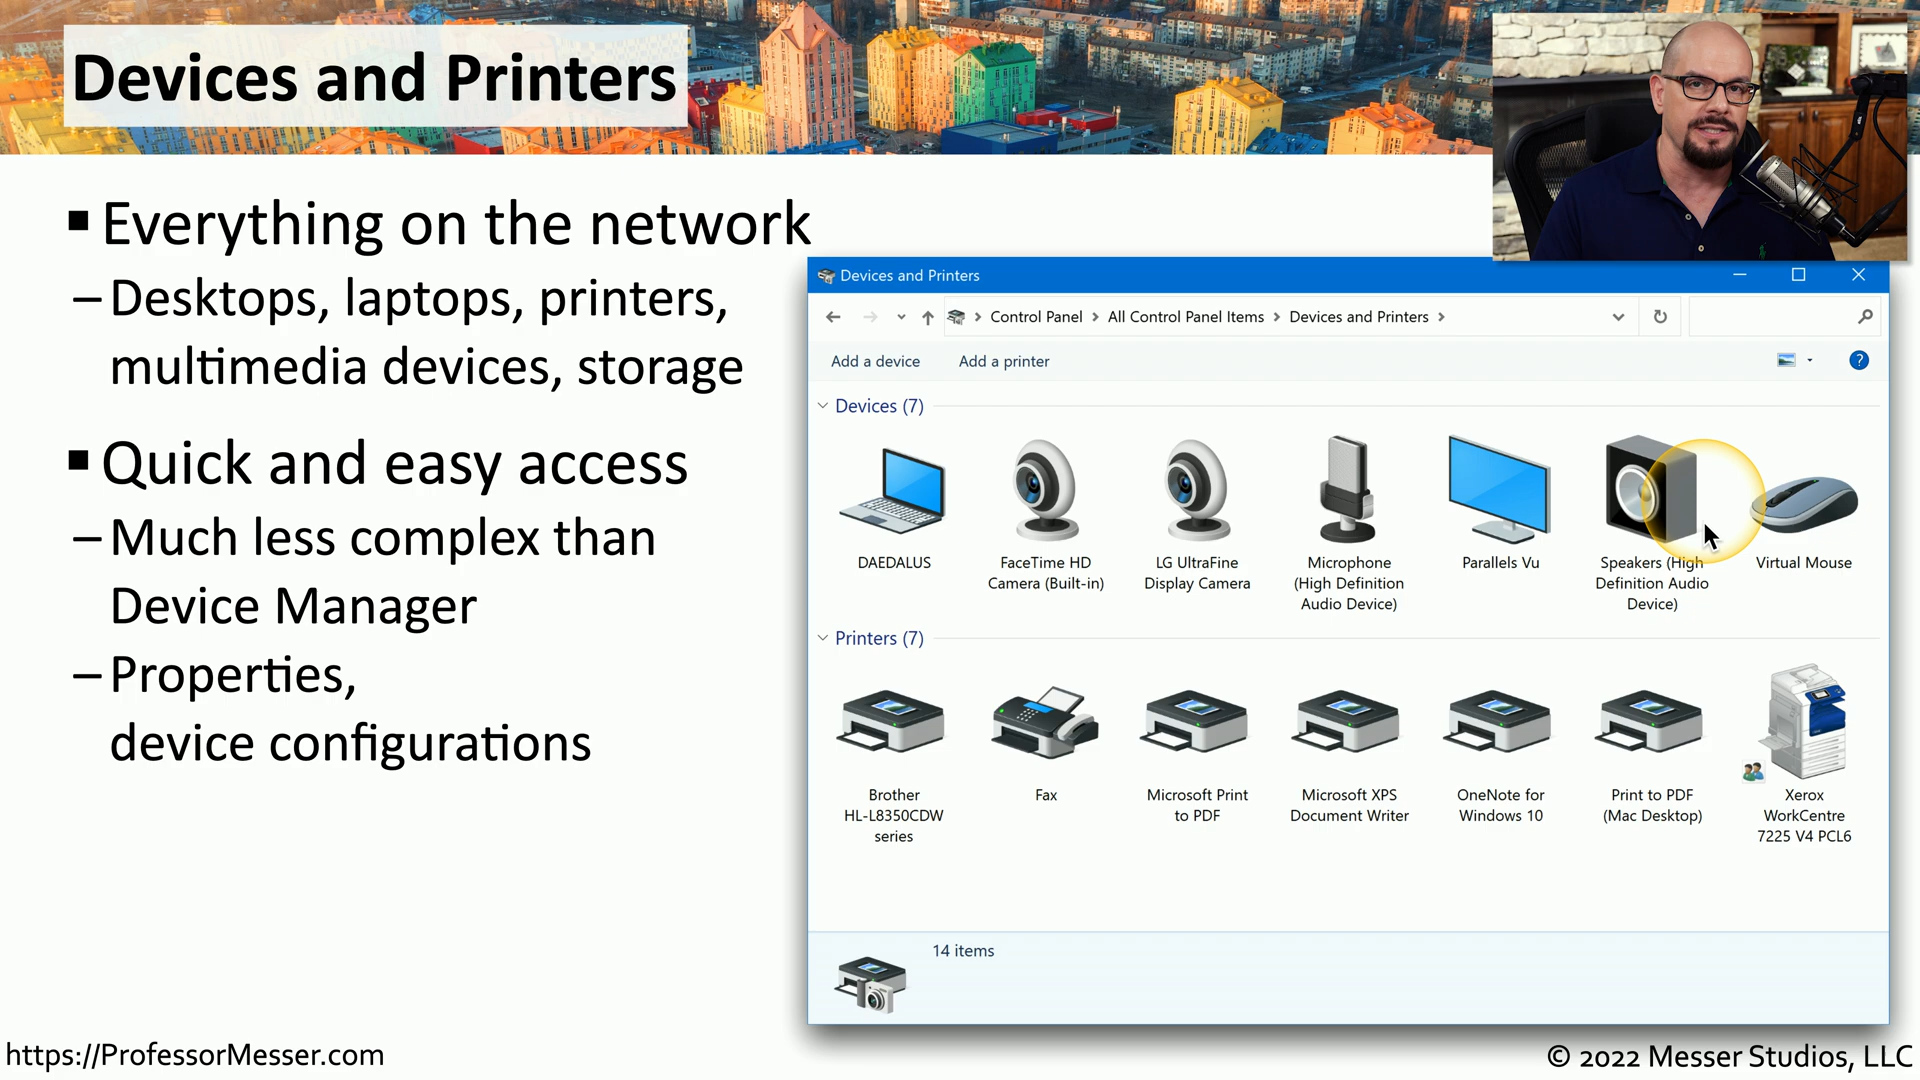 Devices and Printers
▪ Everything on the network
– Desktops, laptops, printers,
multimedia devices, storage
▪ Quick and easy access
– Much less complex than
Device Manager
– Properties,
device configurations
Devices and Printers
Control Panel > All Control Panel Items > Devices and Printers >
Add a device Add a printer
?
Devices (7)
DAEDALUS
FaceTime HD
Camera (Built-in)
LG UltraFine
Display Camera
Microphone
(High Definition
Audio Device)
Parallels Vu
Speakers (High
Definition Audio
Device)
Virtual Mouse
Printers (7)
Brother
HL-L8350CDW
series
Fax
Microsoft Print
to PDF
Microsoft XPS
Document Writer
OneNote for
Windows 10
Print to PDF
(Mac Desktop)
Xerox
WorkCentre
7225 V4 PCL6
14 items
https://ProfessorMesser.com
© 2022 Messer Studios, LLC